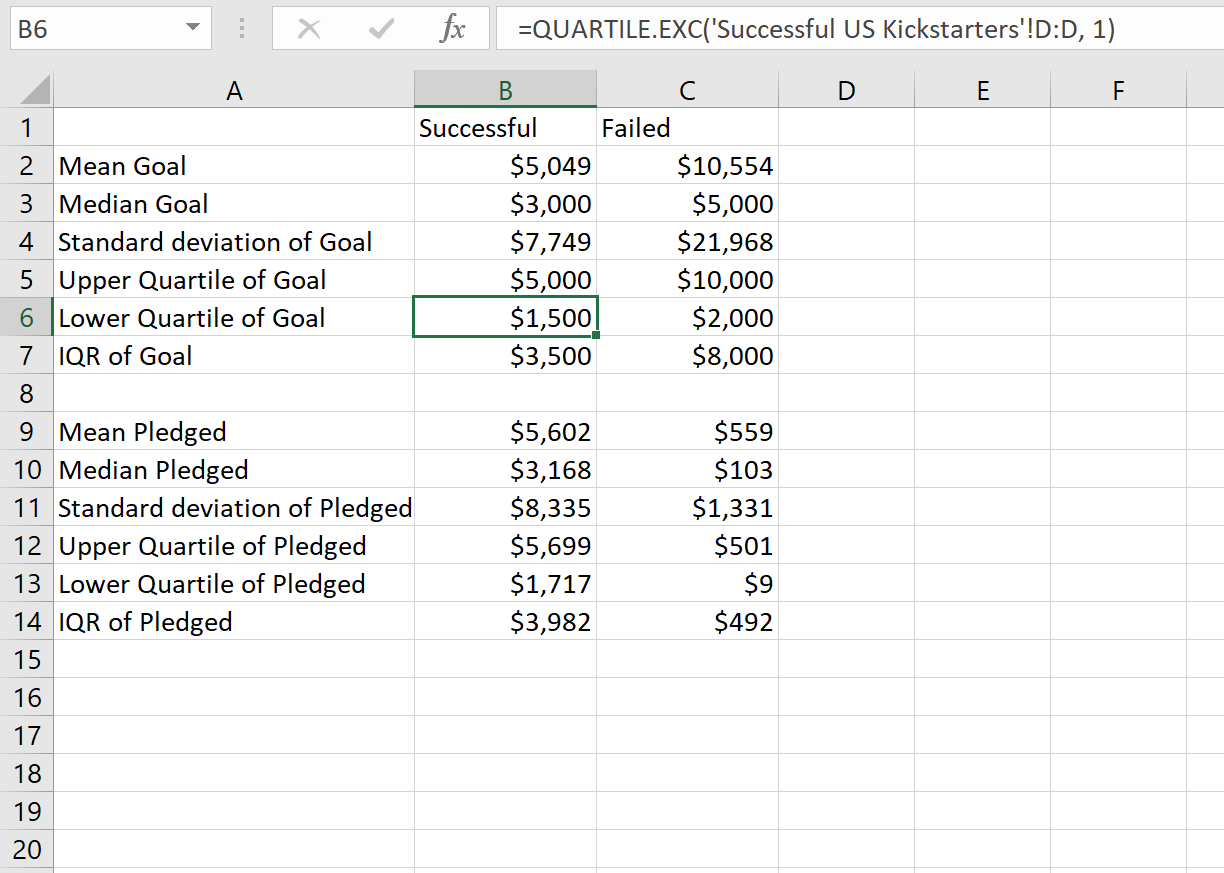 B6 fx =QUARTILE.EXC('Successful US Kickstarters'!D:D, 1)
A B C D E F
1 Successful Failed
2 Mean Goal $5,049 $10,554
3 Median Goal $3,000 $5,000
4 Standard deviation of Goal $7,749 $21,968
5 Upper Quartile of Goal $5,000 $10,000
6 Lower Quartile of Goal $1,500 $2,000
7 IQR of Goal $3,500 $8,000
8
9 Mean Pledged $5,602 $559
10 Median Pledged $3,168 $103
11 Standard deviation of Pledged $8,335 $1,331
12 Upper Quartile of Pledged $5,699 $501
13 Lower Quartile of Pledged $1,717 $9
14 IQR of Pledged $3,982 $492
15
16
17
18
19
20